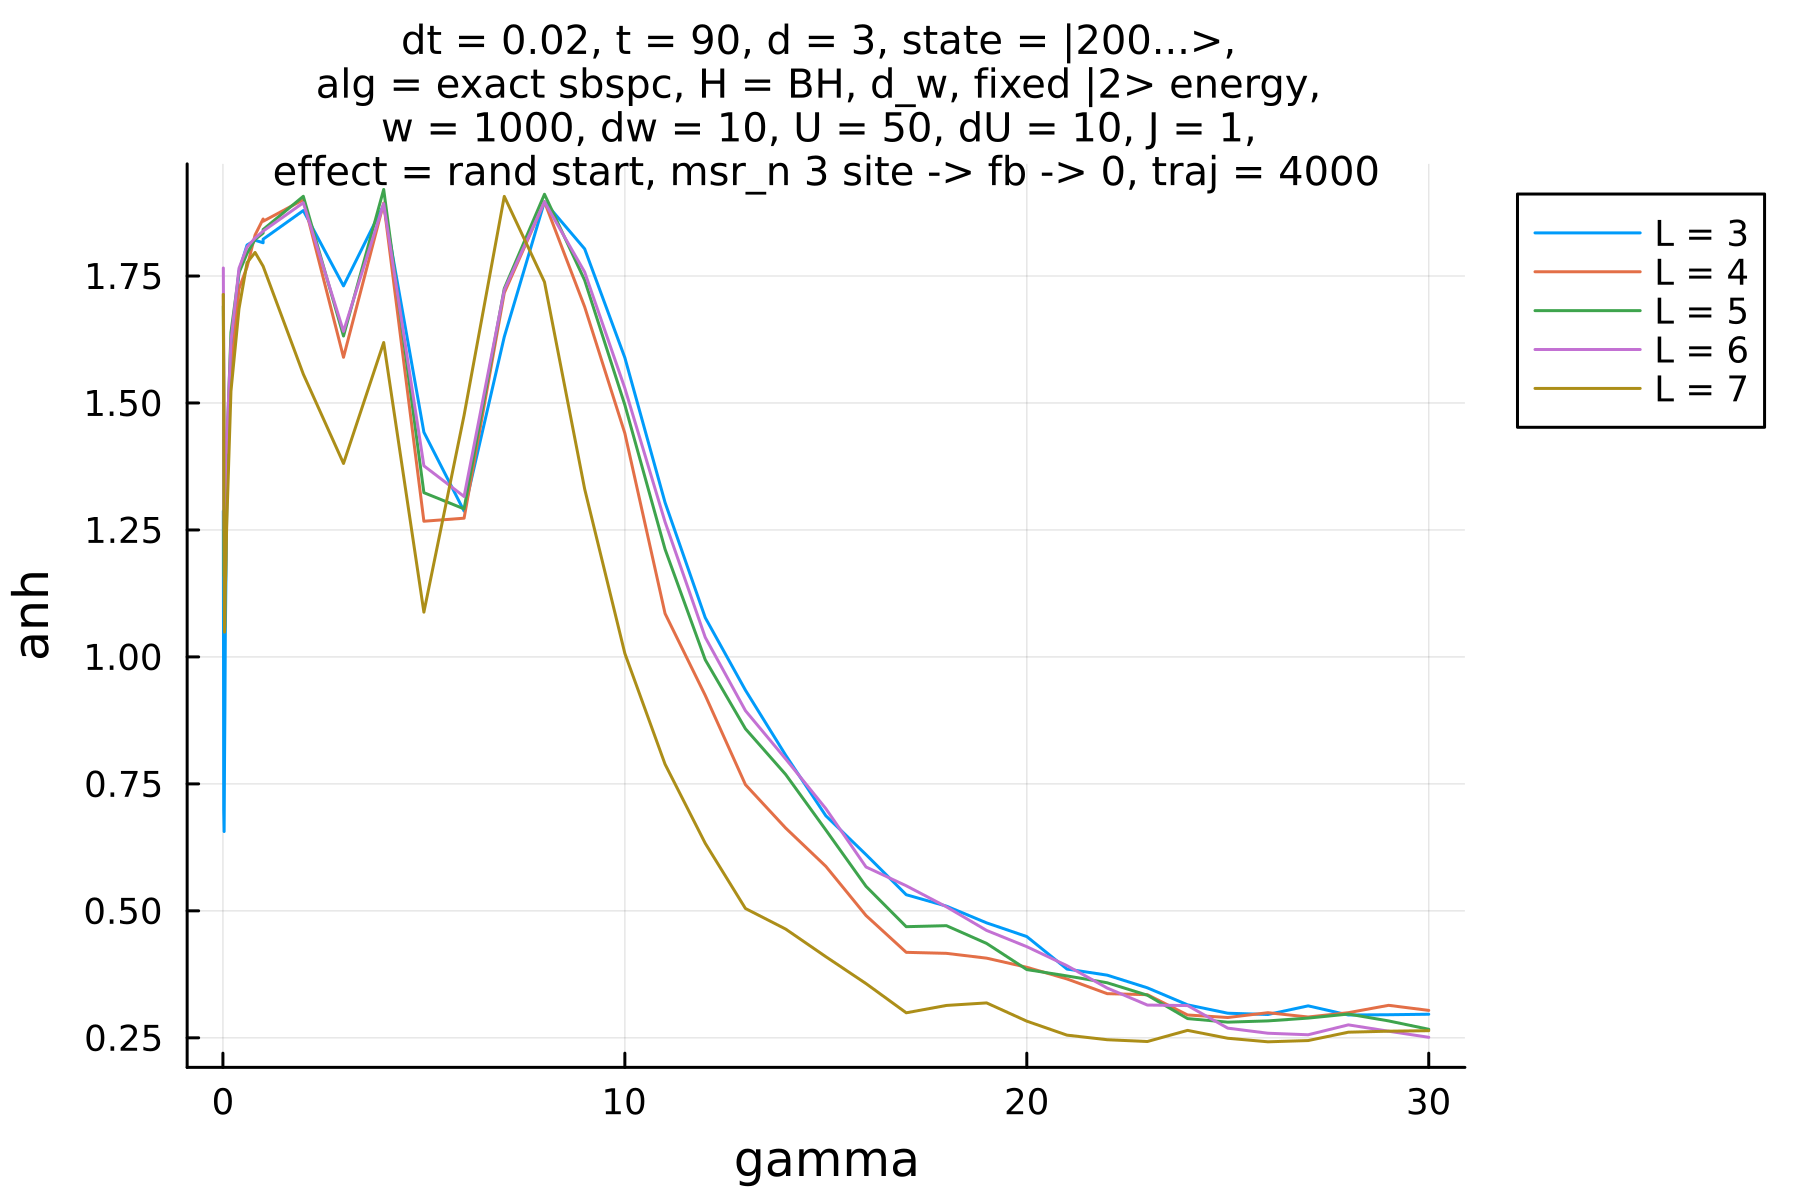 dt = 0.02, t = 90, d = 3, state = |200...>,
alg = exact sbspc, H = BH, d_w, fixed |2> energy,
w = 1000, dw = 10, U = 50, dU = 10, J = 1,
effect = rand start, msr_n 3 site -> fb -> 0, traj = 4000
L = 3
L = 4
L = 5
L = 6
L = 7
1.75
1.50
1.25
1.00
0.75
0.50
0.25
anh
0 10 20 30
gamma